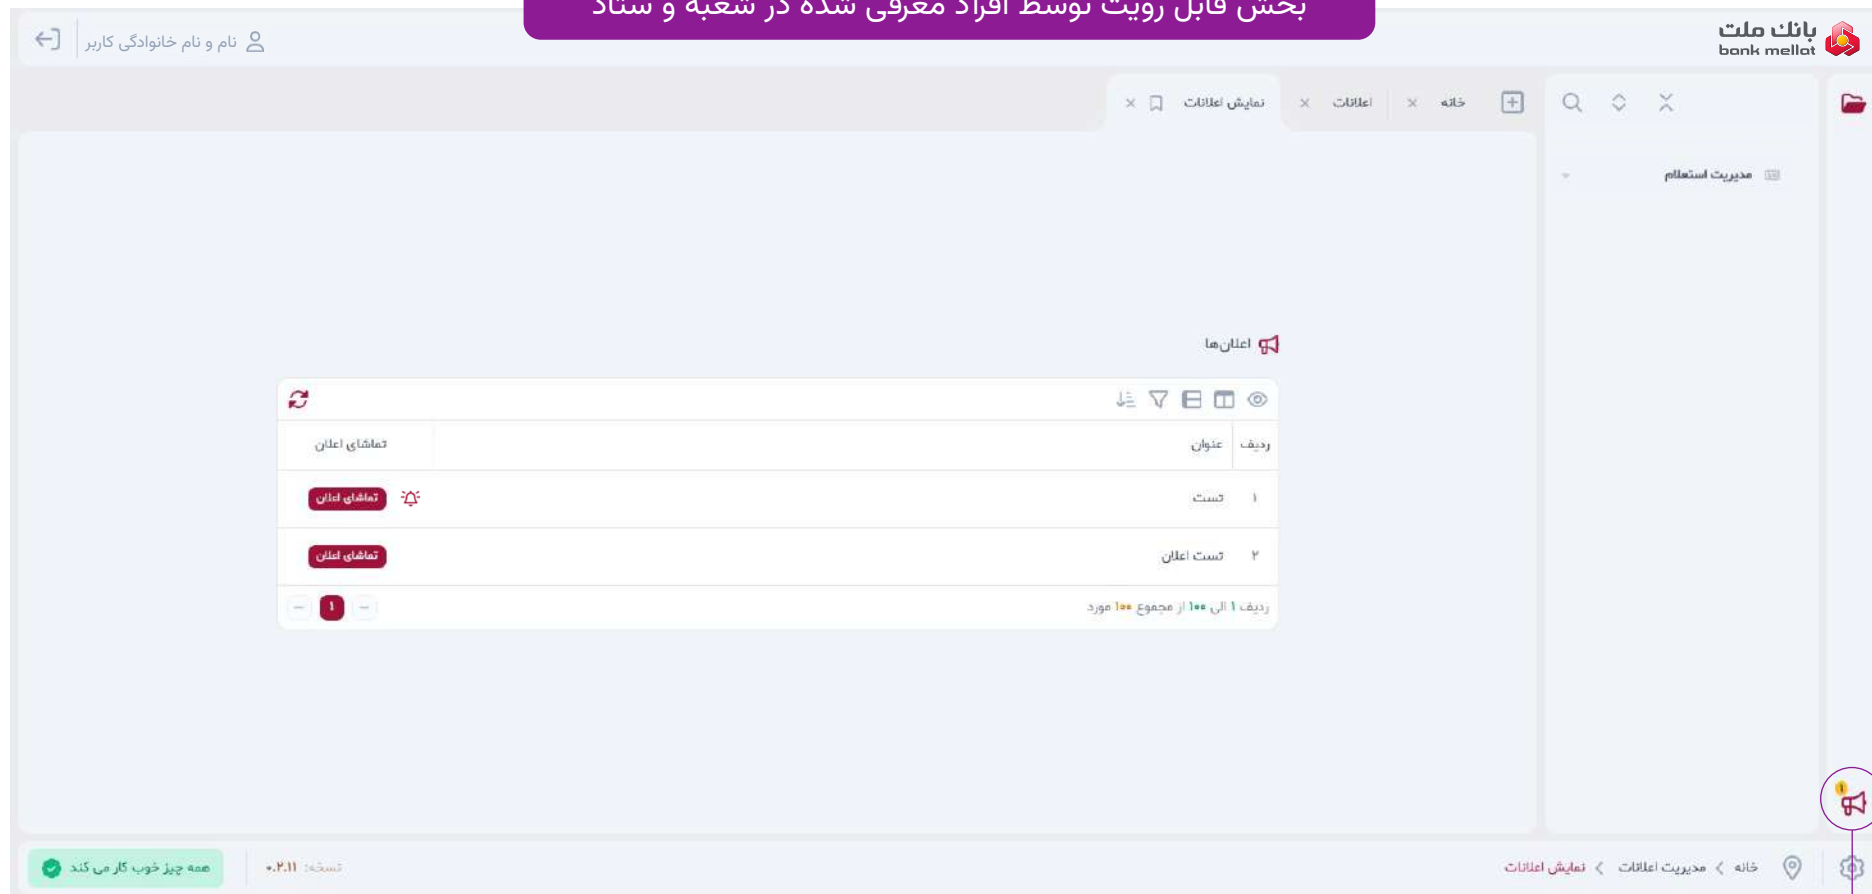 بخش قابل رویت توسط افراد معرفی شده در شعبه و ستاد
بانك ملت
bank mellat
نام و نام خانوادگی کاربر
خانه
اعلانات
نمایش اعلانات
مدیریت استعلام
اعلان‌ها
ردیف عنوان تماشای اعلان
۱ تست تماشای اعلان
۲ تست اعلان تماشای اعلان
ردیف ۱ الی ۱۰۰ از مجموع ۱۰۰ مورد
۱
۱
خانه
مدیریت اعلانات
نمایش اعلانات
نسخه: ۰.۲.۱۱
همه چیز خوب کار می کند